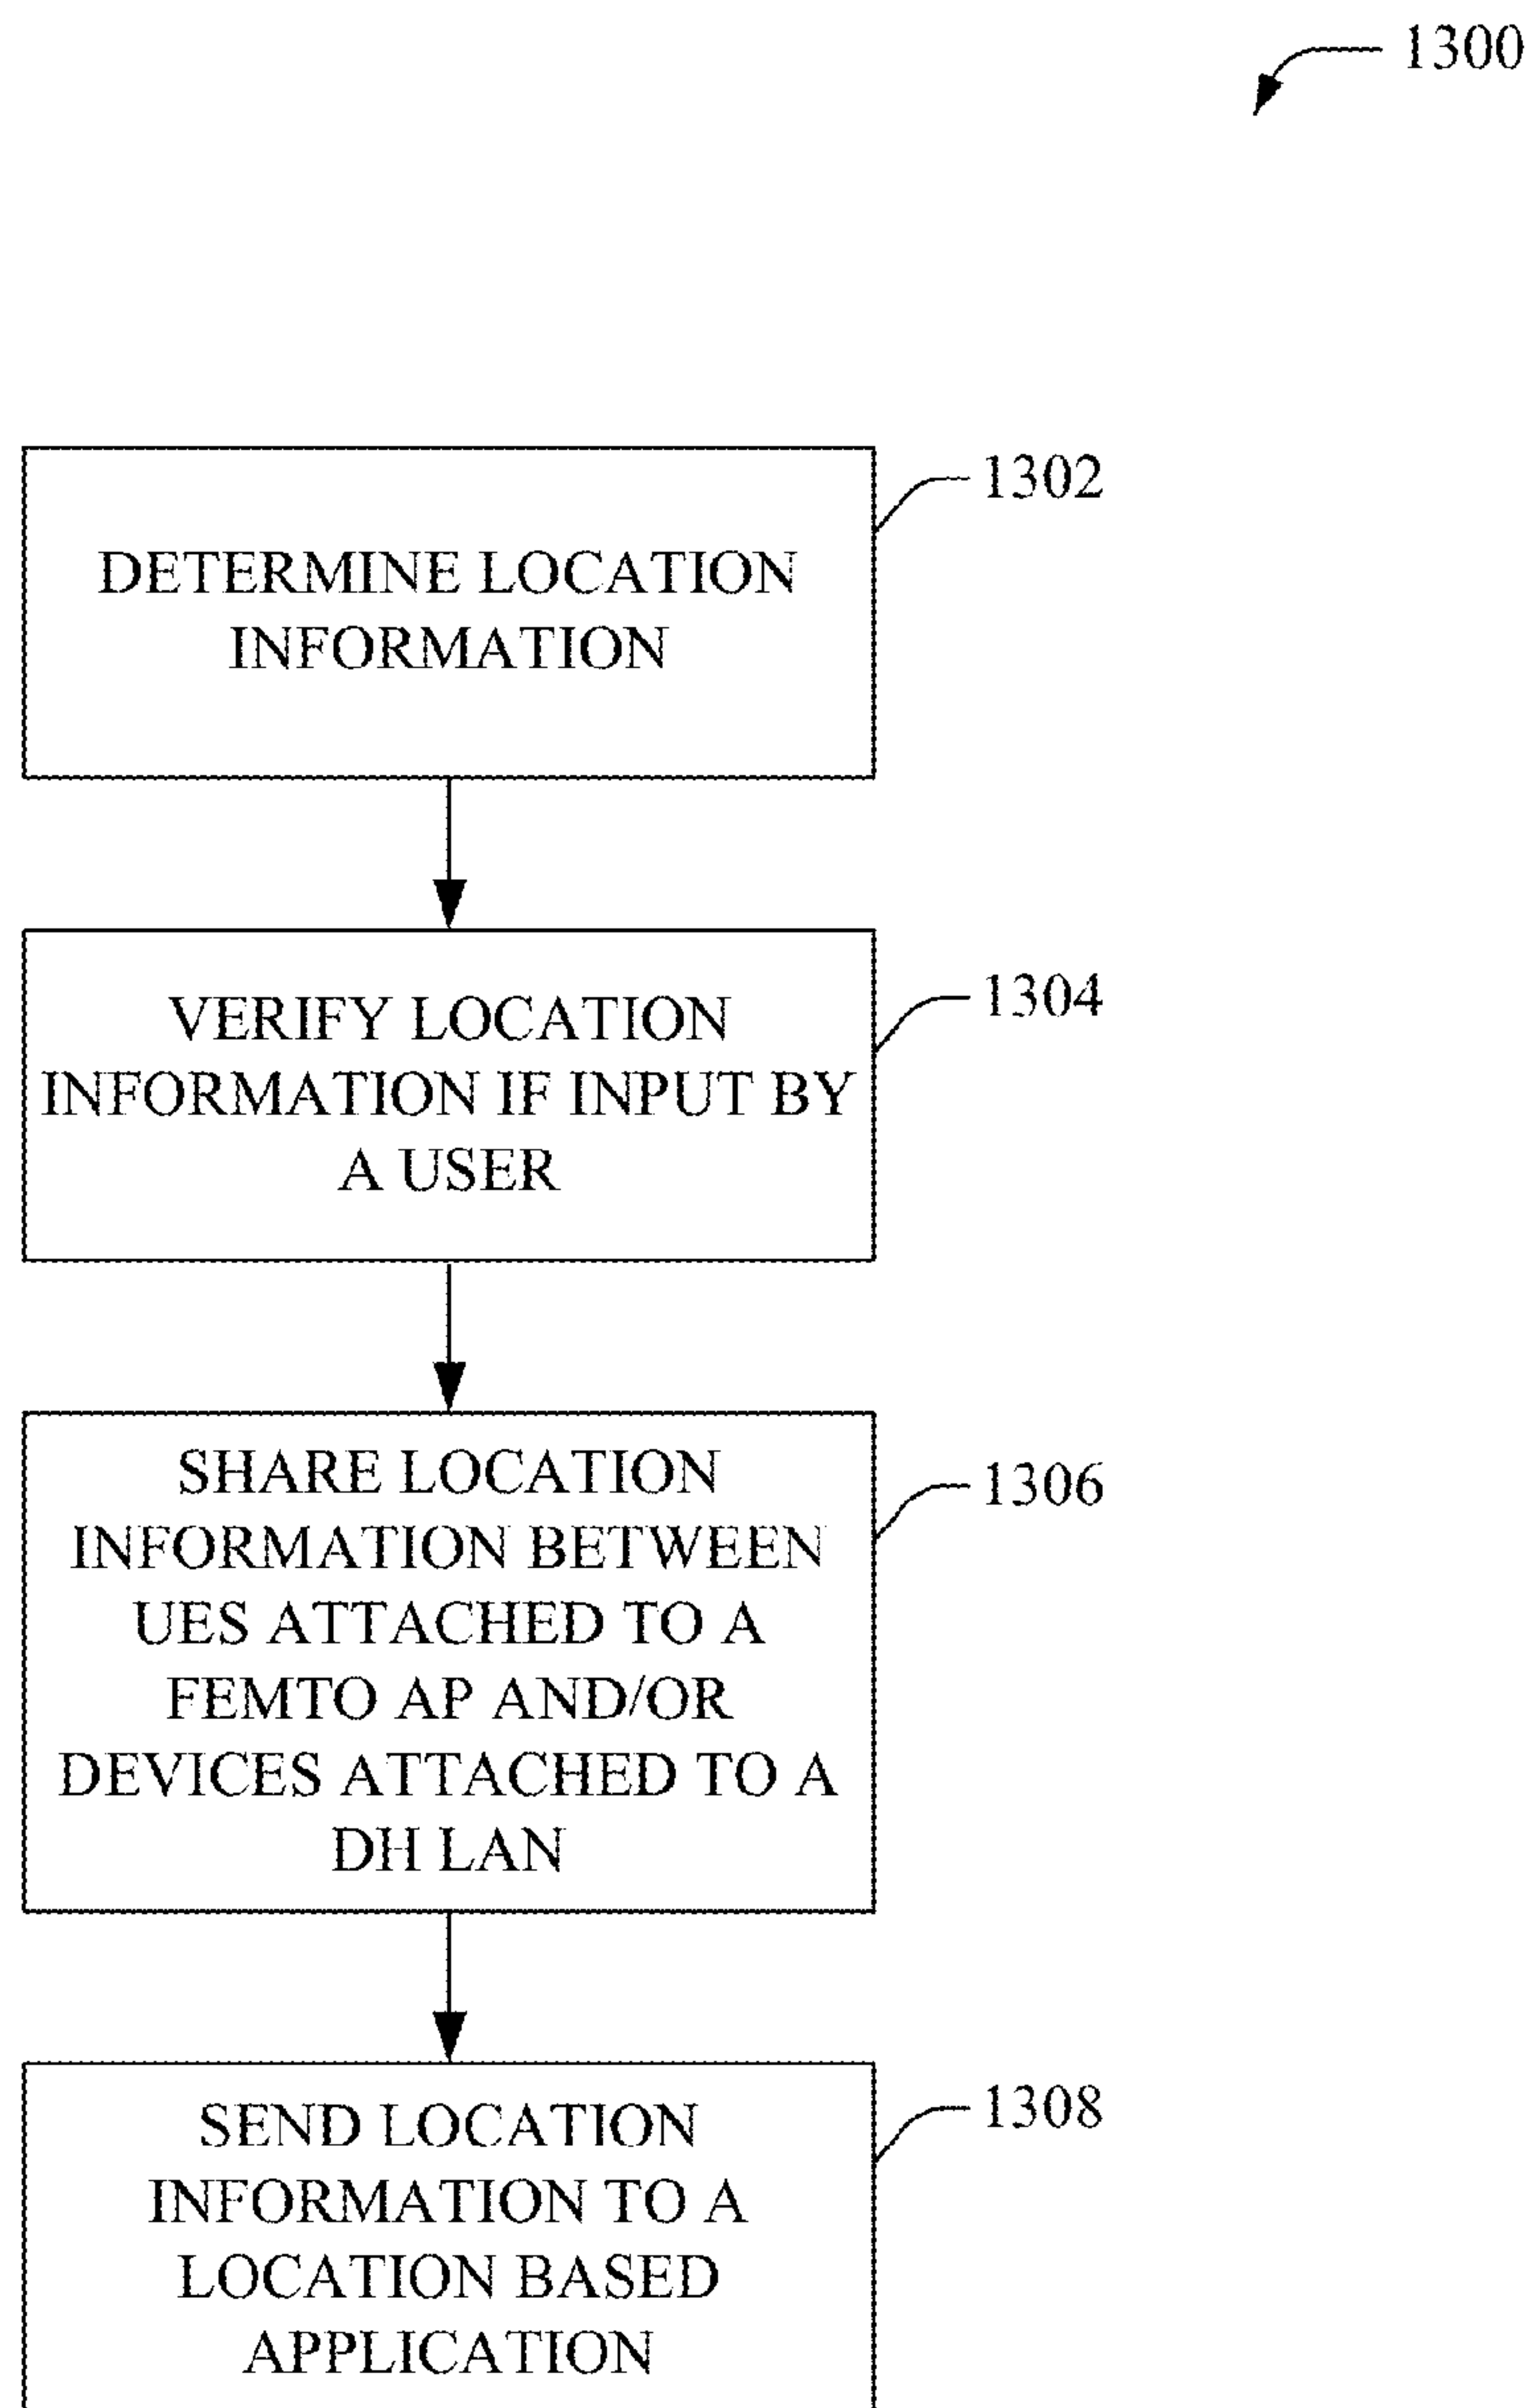 1300
1302
DETERMINE LOCATION
INFORMATION
1304
VERIFY LOCATION
INFORMATION IF INPUT BY
A USER
1306
SHARE LOCATION
INFORMATION BETWEEN
UES ATTACHED TO A
FEMTO AP AND/OR
DEVICES ATTACHED TO A
DH LAN
1308
SEND LOCATION
INFORMATION TO A
LOCATION BASED
APPLICATION